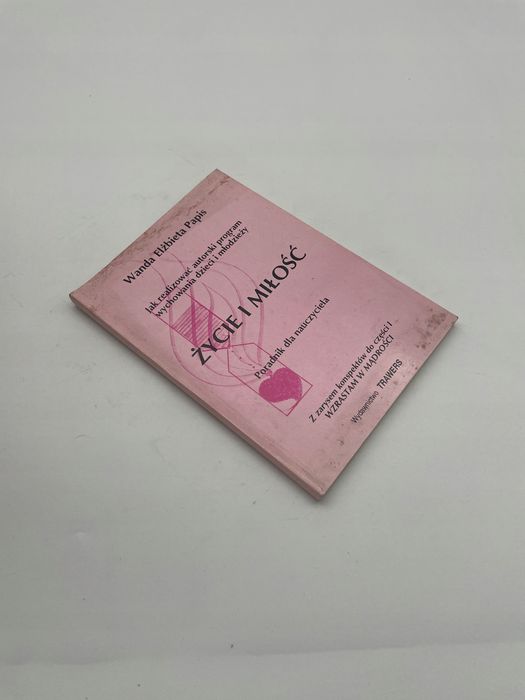 Wanda Elżbieta Papis
Jak realizować autorski program
wychowania dzieci i młodzieży
ŻYCIE I MIŁOŚĆ
Poradnik dla nauczyciela
Z zarysem konspektów do części I
WZRASTAM W MĄDROŚCI
Wydawnictwo TRAWERS